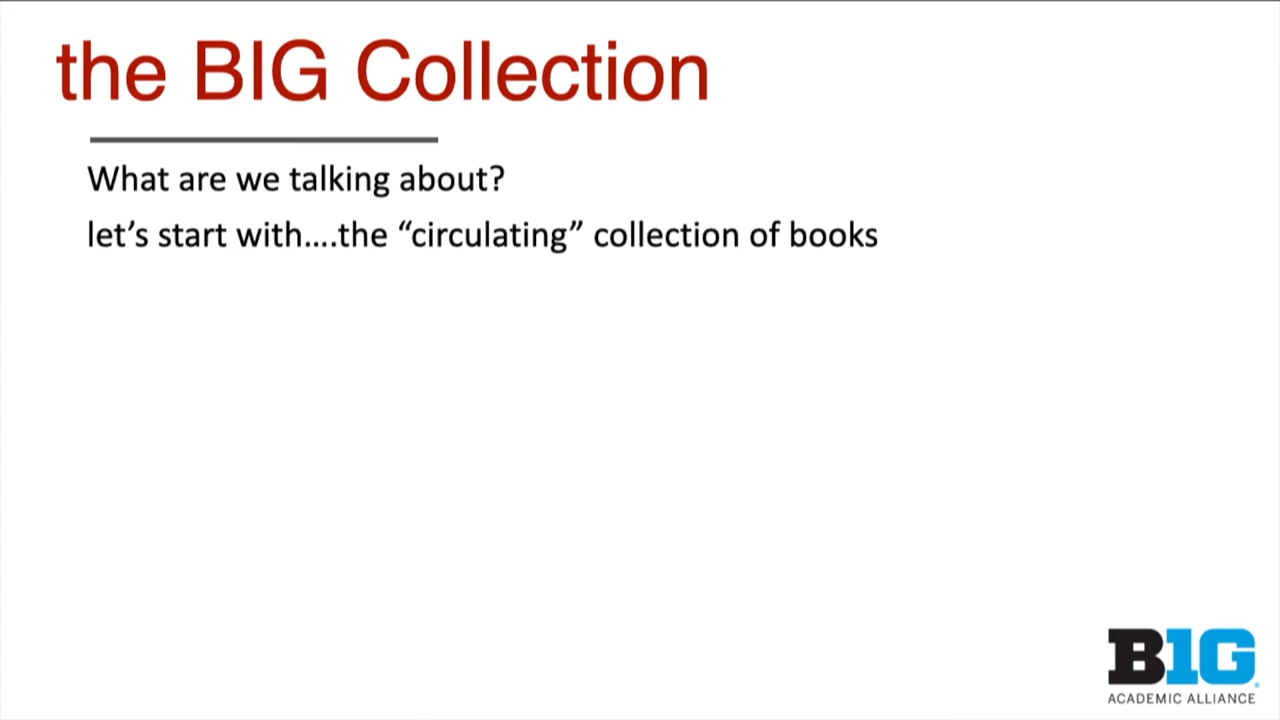 the BIG Collection
What are we talking about?
let’s start with....the “circulating” collection of books
B1G
ACADEMIC ALLIANCE